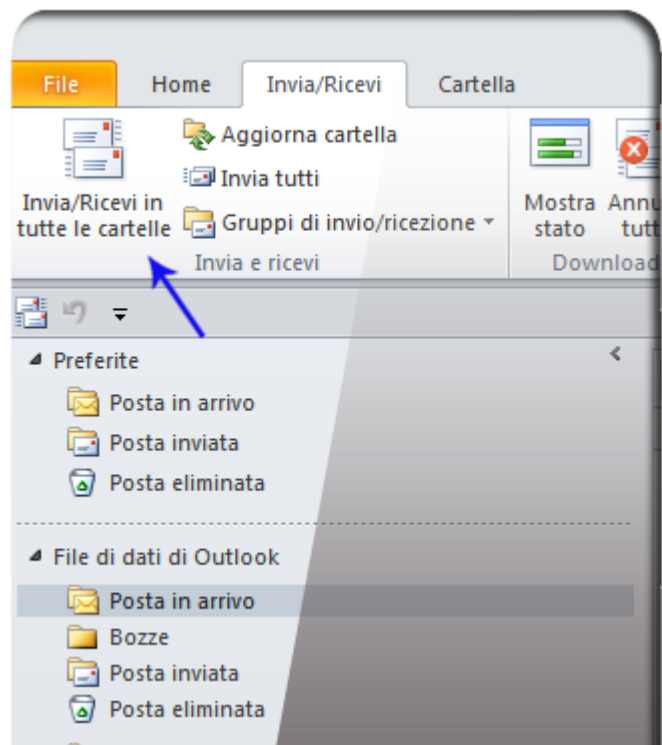 File Home Invia/Ricevi Cartella
Aggiorna cartella
Invia tutti
Gruppi di invio/ricezione
Invia/Ricevi in
tutte le cartelle
Invia e ricevi
Mostra
stato
Annu
tutt
Download
Preferite
Posta in arrivo
Posta inviata
Posta eliminata
File di dati di Outlook
Posta in arrivo
Bozze
Posta inviata
Posta eliminata